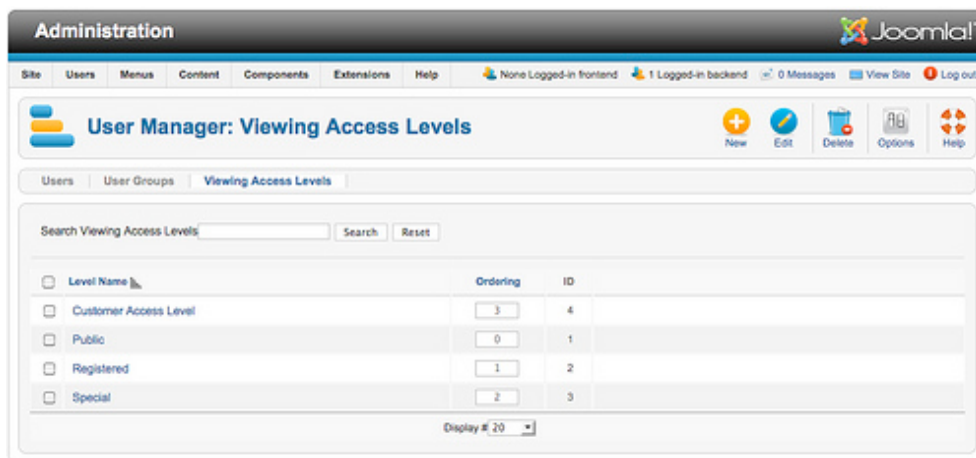 Administration Joomla!
Site Users Menus Content Components Extensions Help None Logged-in frontend 1 Logged-in backend 0 Messages View Site Log out
User Manager: Viewing Access Levels New Edit Delete Options Help
Users User Groups Viewing Access Levels
Search Viewing Access Levels Search Reset
Level Name Ordering ID
Customer Access Level 3 4
Public 0 1
Registered 1 2
Special 2 3
Display # 20